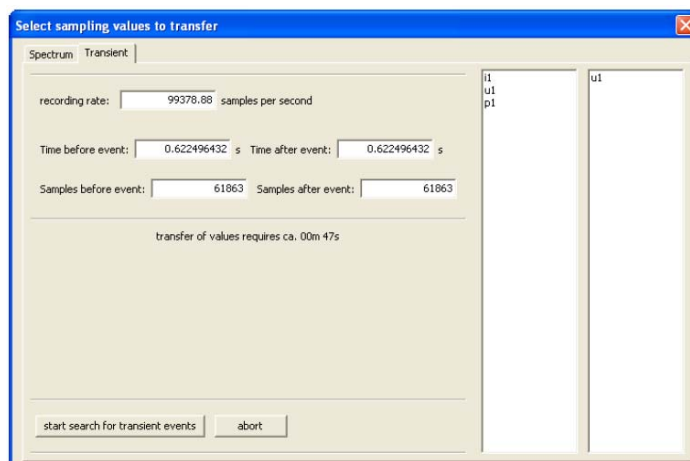 Select sampling values to transfer
Spectrum Transient
recording rate: 99378.88 samples per second
Time before event: 0.622496432 s Time after event: 0.622496432 s
Samples before event: 61863 Samples after event: 61863
transfer of values requires ca. 00m 47s
start search for transient events abort
i1
u1
p1
u1